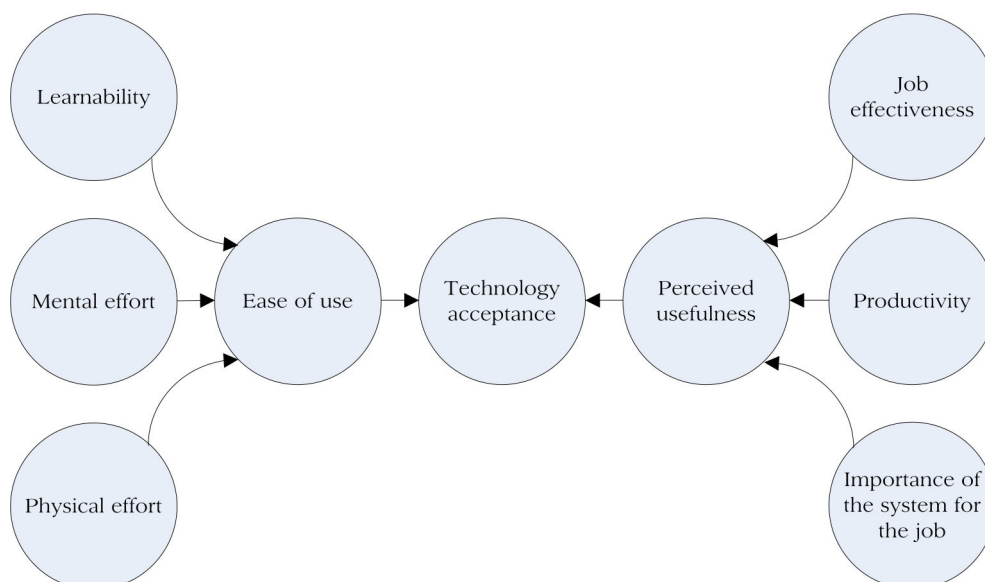 Learnability
Job
effectiveness
Mental effort
Ease of use
Technology
acceptance
Perceived
usefulness
Productivity
Physical effort
Importance of
the system for
the job